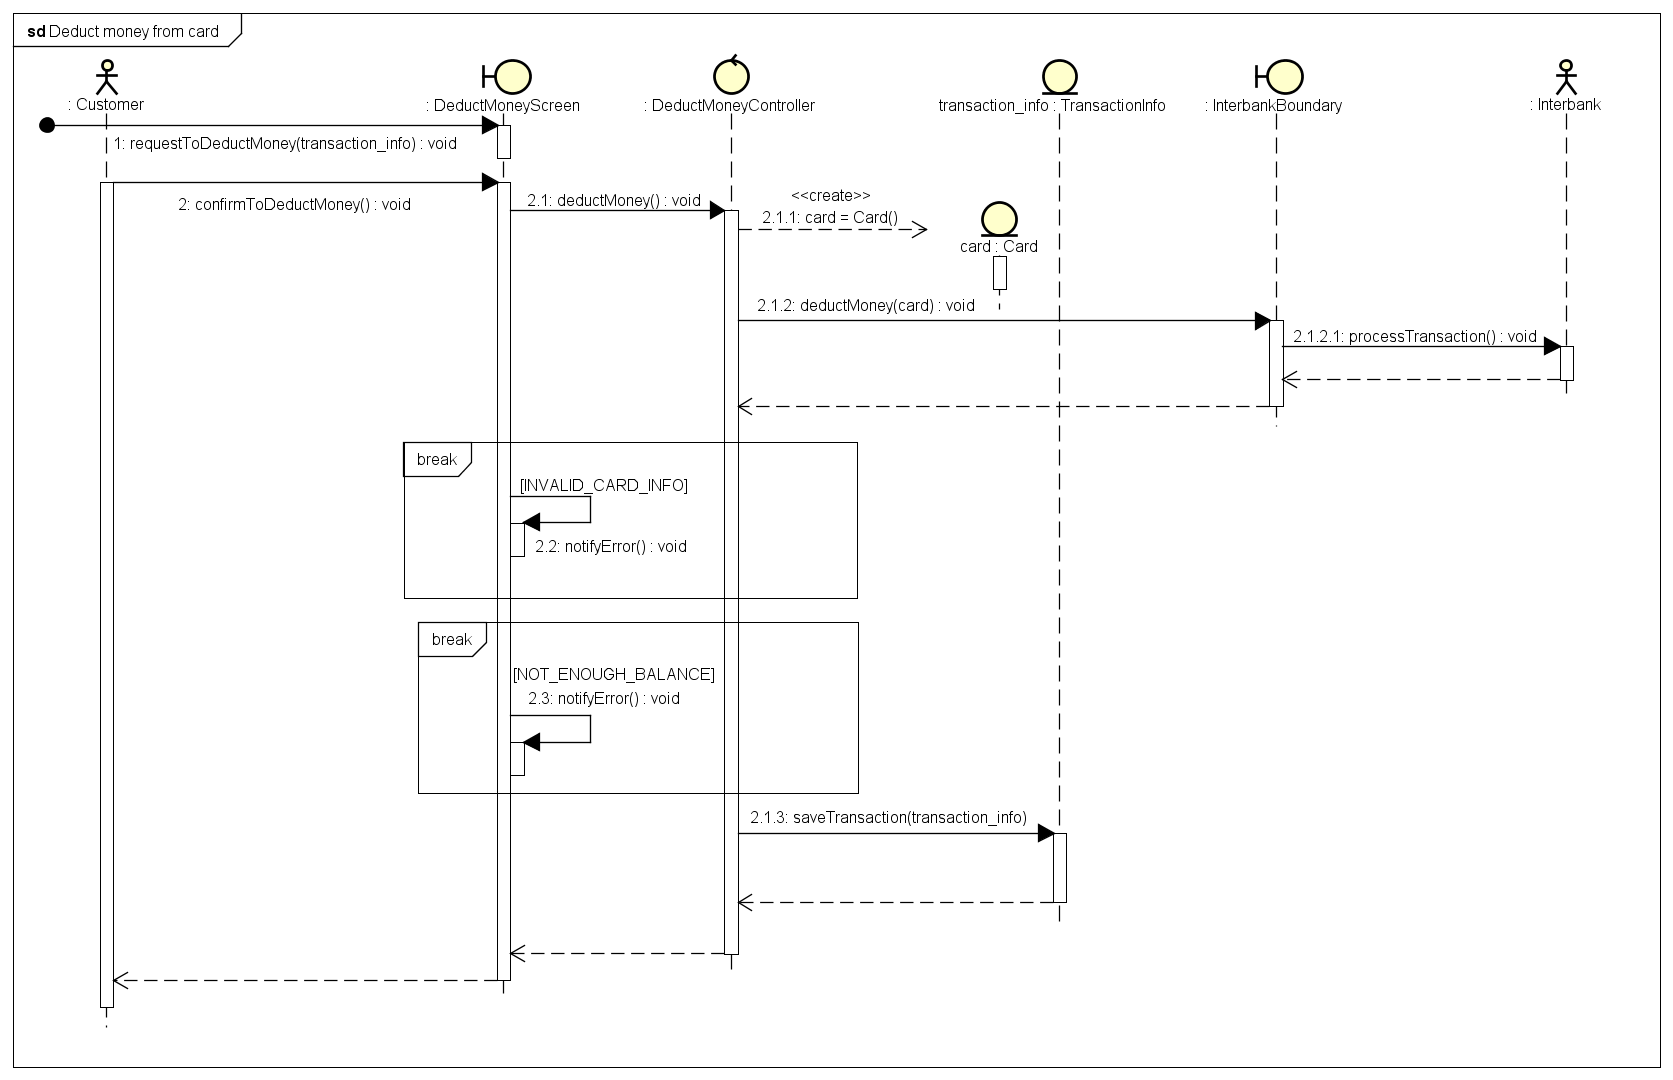 sd Deduct money from card
: Customer
: DeductMoneyScreen
: DeductMoneyController
transaction_info : TransactionInfo
: InterbankBoundary
: Interbank
1: requestToDeductMoney(transaction_info) : void
2: confirmToDeductMoney() : void
2.1: deductMoney() : void
<<create>>
2.1.1: card = Card()
card : Card
2.1.2: deductMoney(card) : void
2.1.2.1: processTransaction() : void
break
[INVALID_CARD_INFO]
2.2: notifyError() : void
break
[NOT_ENOUGH_BALANCE]
2.3: notifyError() : void
2.1.3: saveTransaction(transaction_info)